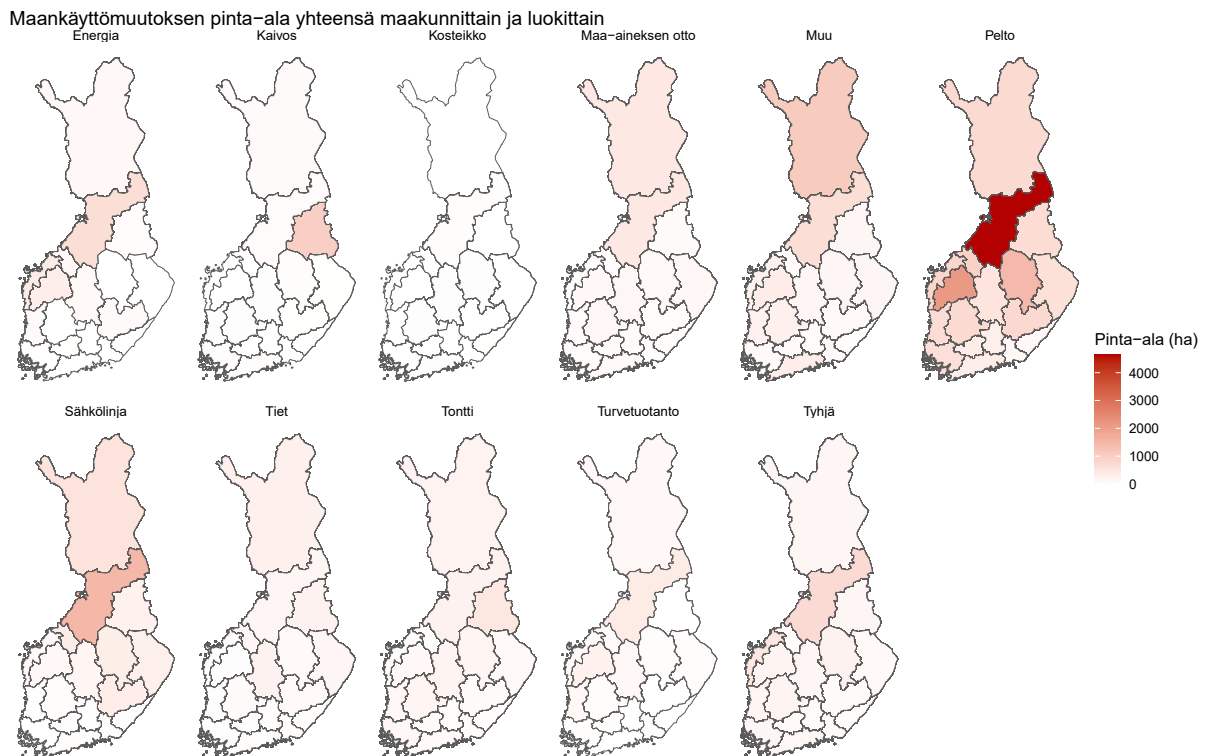 Maankäyttömuutoksen pinta−ala yhteensä maakunnittain ja luokittain
Energia
Kaivos
Kosteikko
Maa−aineksen otto
Muu
Pelto
Pinta−ala (ha)
4000
3000
2000
1000
0
Sähkölinja
Tiet
Tontti
Turvetuotanto
Tyhjä